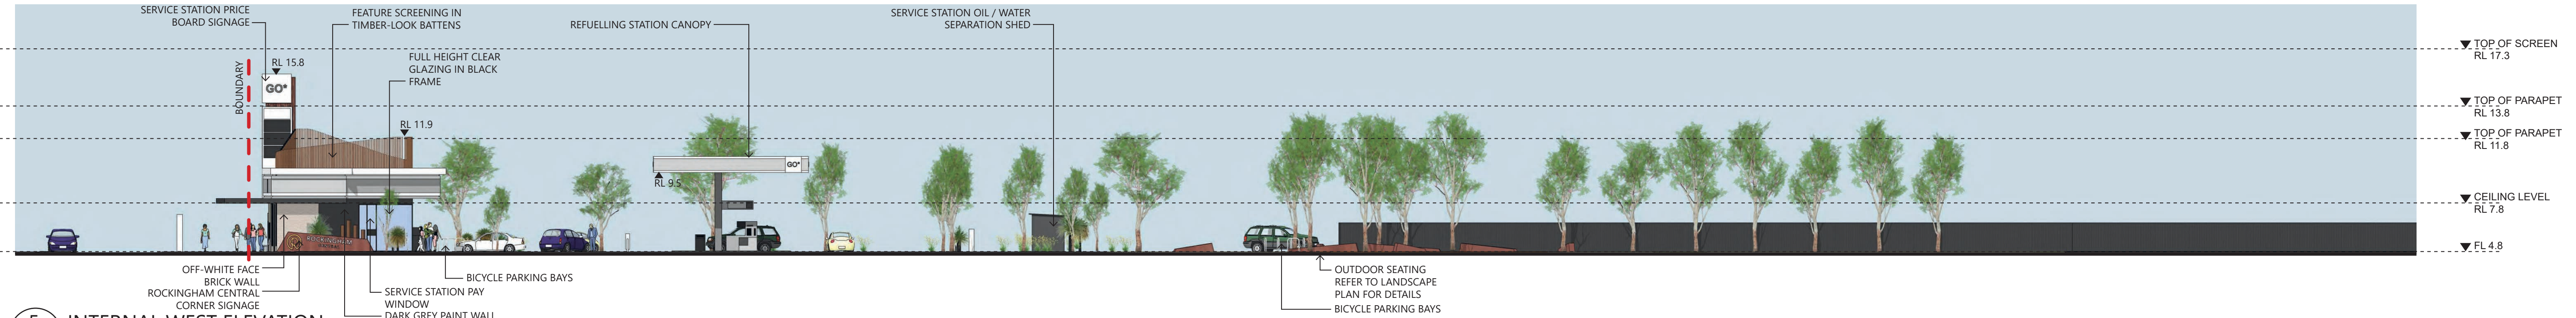 SERVICE STATION PRICE
BOARD SIGNAGE
FEATURE SCREENING IN
TIMBER-LOOK BATTENS
REFUELLING STATION CANOPY
SERVICE STATION OIL / WATER
SEPARATION SHED
TOP OF SCREEN
RL 17.3
FULL HEIGHT CLEAR
GLAZING IN BLACK
FRAME
BOUNDARY
RL 15.8
GO*
TOP OF PARAPET
RL 13.8
RL 11.9
TOP OF PARAPET
RL 11.8
GO*
RL 9.5
CEILING LEVEL
RL 7.8
ROCKINGHAM
FL 4.8
OFF-WHITE FACE
BRICK WALL
ROCKINGHAM CENTRAL
CORNER SIGNAGE
BICYCLE PARKING BAYS
SERVICE STATION PAY
WINDOW
DARK GREY PAINT WALL
OUTDOOR SEATING
REFER TO LANDSCAPE
PLAN FOR DETAILS
BICYCLE PARKING BAYS
5
INTERNAL WEST ELEVATION